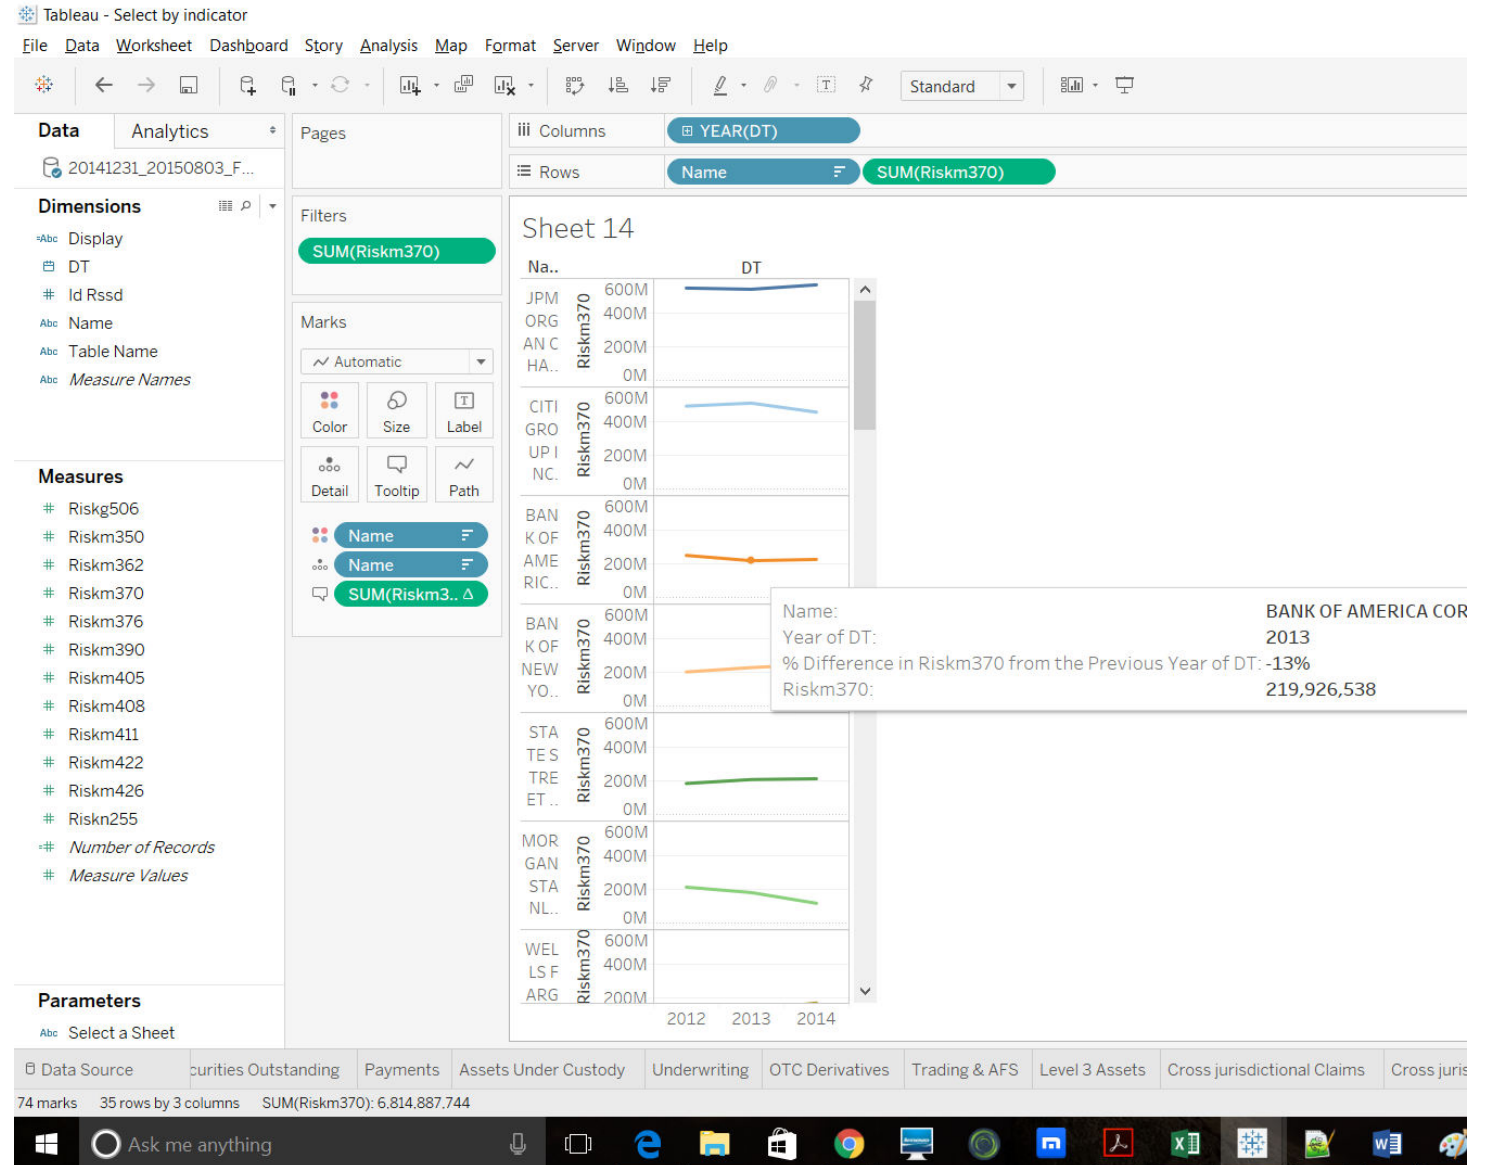 Tableau - Select by indicator
File Data Worksheet Dashboard Story Analysis Map Format Server Window Help
Standard
Data Analytics
20141231_20150803_F...
Dimensions
Abc Display
DT
# Id Rssd
Abc Name
Abc Table Name
Abc Measure Names
Measures
# Riskg506
# Riskm350
# Riskm362
# Riskm370
# Riskm376
# Riskm390
# Riskm405
# Riskm408
# Riskm411
# Riskm422
# Riskm426
# Riskn255
=# Number of Records
# Measure Values
Parameters
Abc Select a Sheet
Pages
Filters
SUM(Riskm370)
Marks
Automatic
Color Size Label
Detail Tooltip Path
Name
Name
SUM(Riskm3.. Δ
iii Columns YEAR(DT)
Rows Name SUM(Riskm370)
Sheet 14
Na.. DT
JPM
ORG
AN C
HA..
Riskm370
600M
400M
200M
0M
CITI
GRO
UP I
NC.
Riskm370
600M
400M
200M
0M
BAN
K OF
AME
RIC..
Riskm370
600M
400M
200M
0M
BAN
K OF
NEW
YO..
Riskm370
600M
400M
200M
0M
STA
TE S
TRE
ET ..
Riskm370
600M
400M
200M
0M
MOR
GAN
STA
NL..
Riskm370
600M
400M
200M
0M
WEL
LS F
ARG
Riskm370
600M
400M
200M
2012 2013 2014
Name: BANK OF AMERICA COR
Year of DT: 2013
% Difference in Riskm370 from the Previous Year of DT: -13%
Riskm370: 219,926,538
Data Source curities Outstanding Payments Assets Under Custody Underwriting OTC Derivatives Trading & AFS Level 3 Assets Cross jurisdictional Claims Cross juris
74 marks 35 rows by 3 columns SUM(Riskm370): 6,814,887,744
Ask me anything